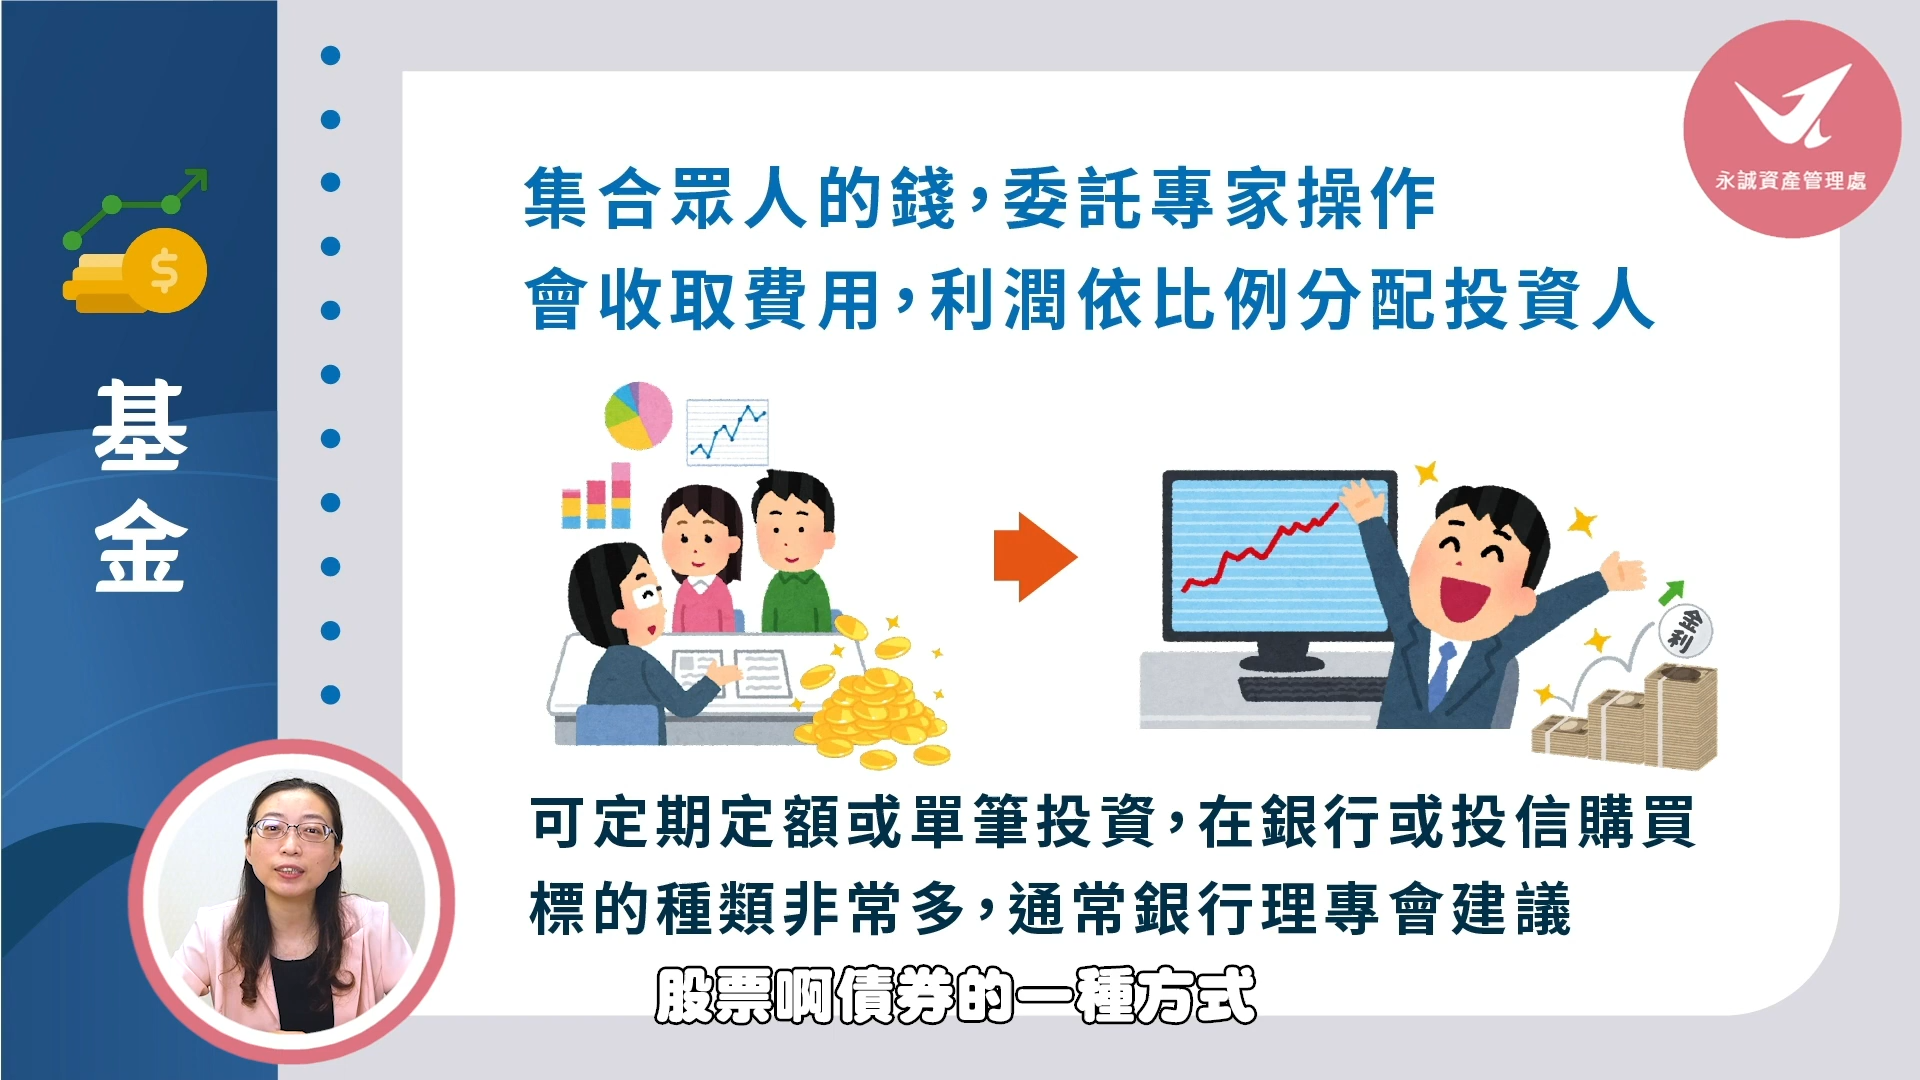 永誠資產管理處
基金
集合眾人的錢，委託專家操作
會收取費用，利潤依比例分配投資人
$
金利
可定期定額或單筆投資，在銀行或投信購買
標的種類非常多，通常銀行理專會建議
股票啊債券的一種方式